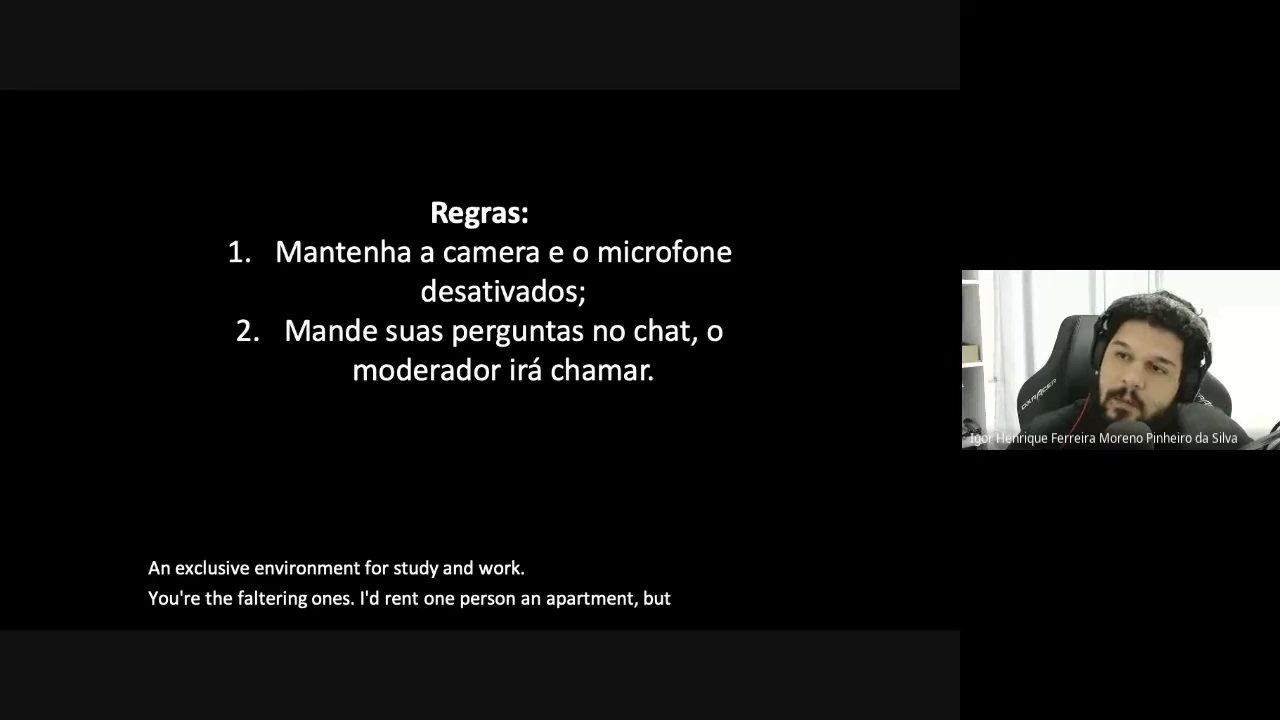 Regras:
1. Mantenha a camera e o microfone
desativados;
2. Mande suas perguntas no chat, o
moderador irá chamar.
DXRACER
Igor Henrique Ferreira Moreno Pinheiro da Silva
An exclusive environment for study and work.
You're the faltering ones. I'd rent one person an apartment, but